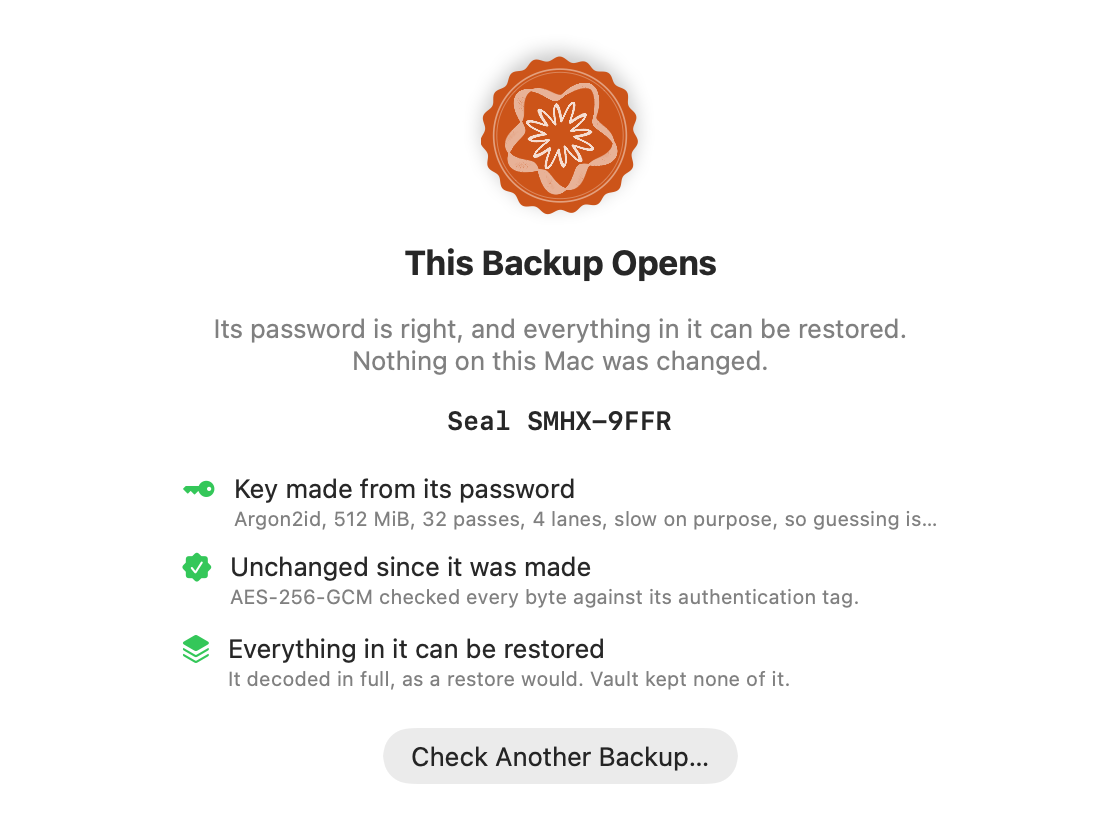 This Backup Opens
Its password is right, and everything in it can be restored.
Nothing on this Mac was changed.
Seal SMHX-9FFR
Key made from its password
Argon2id, 512 MiB, 32 passes, 4 lanes, slow on purpose, so guessing is…
Unchanged since it was made
AES-256-GCM checked every byte against its authentication tag.
Everything in it can be restored
It decoded in full, as a restore would. Vault kept none of it.
Check Another Backup…